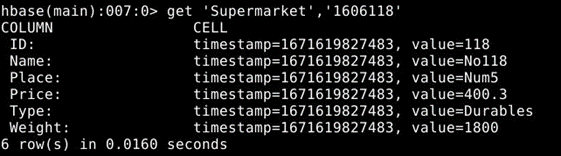 hbase(main):007:0> get 'Supermarket','1606118'
COLUMN                CELL
 ID:                  timestamp=1671619827483, value=118
 Name:                timestamp=1671619827483, value=No118
 Place:               timestamp=1671619827483, value=Num5
 Price:               timestamp=1671619827483, value=400.3
 Type:                timestamp=1671619827483, value=Durables
 Weight:              timestamp=1671619827483, value=1800
6 row(s) in 0.0160 seconds